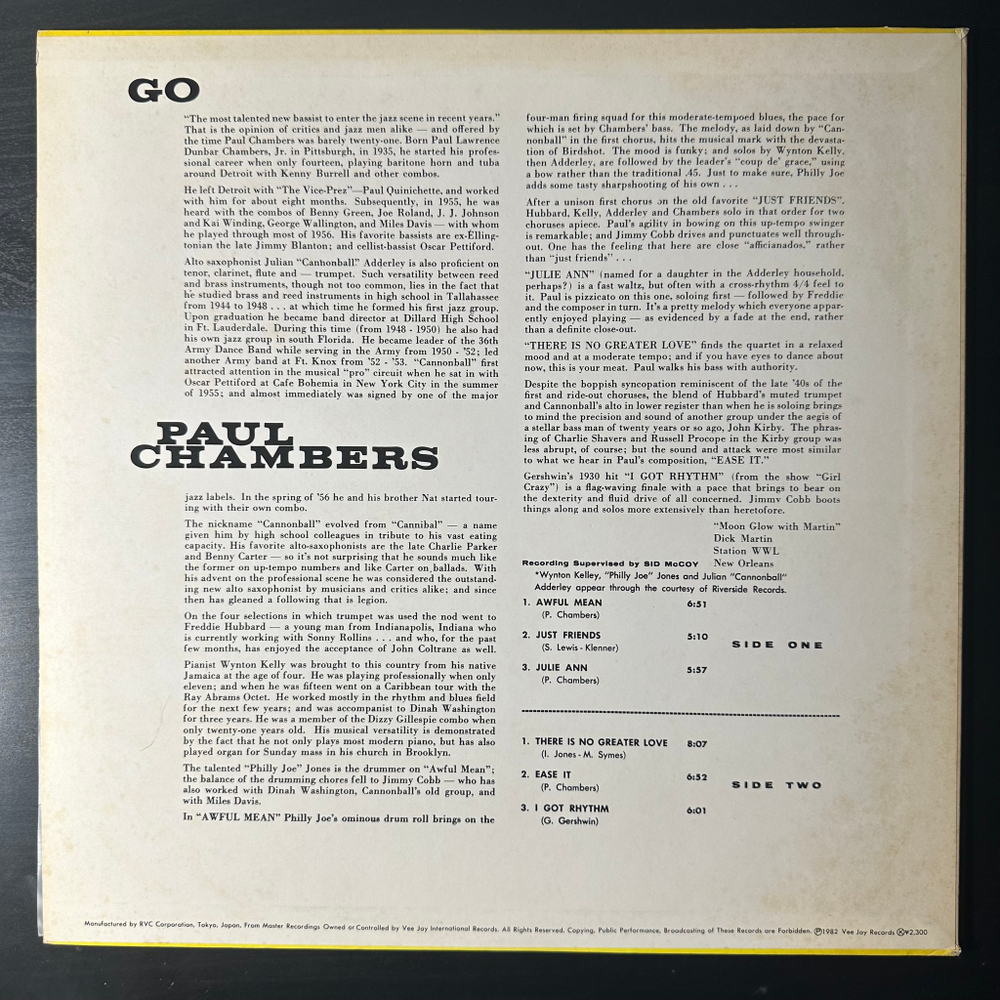 GO
"The most talented new bassist to enter the jazz scene in recent years."
That is the opinion of critics and jazz men alike — and offered by
the time Paul Chambers was barely twenty-one. Born Paul Lawrence
Dunbar Chambers, Jr. in Pittsburgh, in 1935, he started his profes-
sional career when only fourteen, playing baritone horn and tuba
around Detroit with Kenny Burrell and other combos.
He left Detroit with "The Vice-Prez"—Paul Quinichette, and worked
with him for about eight months. Subsequently, in 1955, he was
heard with the combos of Benny Green, Joe Roland, J. J. Johnson
and Kai Winding, George Wallington, and Miles Davis — with whom
he played through most of 1956. His favorite bassists are ex-Elling-
tonian the late Jimmy Blanton; and cellist-bassist Oscar Pettiford.
Alto saxophonist Julian "Cannonball" Adderley is also proficient on
tenor, clarinet, flute and — trumpet. Such versatility between reed
and brass instruments, though not too common, lies in the fact that
he studied brass and reed instruments in high school in Tallahassee
from 1944 to 1948 . . . at which time he formed his first jazz group.
Upon graduation he became band director at Dillard High School
in Ft. Lauderdale. During this time (from 1948 - 1950) he also had
his own jazz group in south Florida. He became leader of the 36th
Army Dance Band while serving in the Army from 1950 - '52; led
another Army band at Ft. Knox from '52 - '53. "Cannonball" first
attracted attention in the musical "pro" circuit when he sat in with
Oscar Pettiford at Cafe Bohemia in New York City in the summer
of 1955; and almost immediately was signed by one of the major
PAUL
CHAMBERS
jazz labels. In the spring of '56 he and his brother Nat started tour-
ing with their own combo.
The nickname "Cannonball" evolved from "Cannibal" — a name
given him by high school colleagues in tribute to his vast eating
capacity. His favorite alto-saxophonists are the late Charlie Parker
and Benny Carter — so it's not surprising that he sounds much like
the former on up-tempo numbers and like Carter on ballads. With
his advent on the professional scene he was considered the outstand-
ing new alto saxophonist by musicians and critics alike; and since
then has gleaned a following that is legion.
On the four selections in which trumpet was used the nod went to
Freddie Hubbard — a young man from Indianapolis, Indiana who
is currently working with Sonny Rollins . . . and who, for the past
few months, has enjoyed the acceptance of John Coltrane as well.
Pianist Wynton Kelly was brought to this country from his native
Jamaica at the age of four. He was playing professionally when only
eleven; and when he was fifteen went on a Caribbean tour with the
Ray Abrams Octet. He worked mostly in the rhythm and blues field
for the next few years; and was accompanist to Dinah Washington
for three years. He was a member of the Dizzy Gillespie combo when
only twenty-one years old. His musical versatility is demonstrated
by the fact that he not only plays most modern piano, but has also
played organ for Sunday mass in his church in Brooklyn.
The talented "Philly Joe" Jones is the drummer on "Awful Mean";
the balance of the drumming chores fell to Jimmy Cobb — who has
also worked with Dinah Washington, Cannonball's old group, and
with Miles Davis.
In "AWFUL MEAN" Philly Joe's ominous drum roll brings on the
four-man firing squad for this moderate-tempoed blues, the pace for
which is set by Chambers' bass. The melody, as laid down by "Can-
nonball" in the first chorus, hits the musical mark with the devasta-
tion of Birdshot. The mood is funky; and solos by Wynton Kelly,
then Adderley, are followed by the leader's "coup de' grace," using
a bow rather than the traditional .45. Just to make sure, Philly Joe
adds some tasty sharpshooting of his own . . .
After a unison first chorus on the old favorite "JUST FRIENDS".
Hubbard, Kelly, Adderley and Chambers solo in that order for two
choruses apiece. Paul's agility in bowing on this up-tempo swinger
is remarkable; and Jimmy Cobb drives and punctuates well through-
out. One has the feeling that here are close "afficianados." rather
than "just friends" . . .
"JULIE ANN" (named for a daughter in the Adderley household,
perhaps?) is a fast waltz, but often with a cross-rhythm 4/4 feel to
it. Paul is pizzicato on this one, soloing first — followed by Freddie
and the composer in turn. It's a pretty melody which everyone appar-
ently enjoyed playing — as evidenced by a fade at the end, rather
than a definite close-out.
"THERE IS NO GREATER LOVE" finds the quartet in a relaxed
mood and at a moderate tempo; and if you have eyes to dance about
now, this is your meat. Paul walks his bass with authority.
Despite the boppish syncopation reminiscent of the late '40s of the
first and ride-out choruses, the blend of Hubbard's muted trumpet
and Cannonball's alto in lower register than when he is soloing brings
to mind the precision and sound of another group under the aegis of
a stellar bass man of twenty years or so ago, John Kirby. The phras-
ing of Charlie Shavers and Russell Procope in the Kirby group was
less abrupt, of course; but the sound and attack were most similar
to what we hear in Paul's composition, "EASE IT."
Gershwin's 1930 hit "I GOT RHYTHM" (from the show "Girl
Crazy") is a flag-waving finale with a pace that brings to bear on
the dexterity and fluid drive of all concerned. Jimmy Cobb boots
things along and solos more extensively than heretofore.
"Moon Glow with Martin"
Dick Martin
Station WWL
New Orleans
Recording Supervised by SID McCOY
*Wynton Kelley, "Philly Joe" Jones and Julian "Cannonball"
Adderley appear through the courtesy of Riverside Records.
1. AWFUL MEAN 6:51
(P. Chambers)
2. JUST FRIENDS 5:10
(S. Lewis - Klenner)
SIDE ONE
3. JULIE ANN 5:57
(P. Chambers)
1. THERE IS NO GREATER LOVE 8:07
(I. Jones - M. Symes)
2. EASE IT 6:52
(P. Chambers)
SIDE TWO
3. I GOT RHYTHM 6:01
(G. Gershwin)
Manufactured by RVC Corporation, Tokyo, Japan, From Master Recordings Owned or Controlled by Vee Jay International Records. All Rights Reserved. Copying, Public Performance, Broadcasting of These Records are Forbidden. Ⓟ1982 Vee Jay Records Ⓧ¥2,300